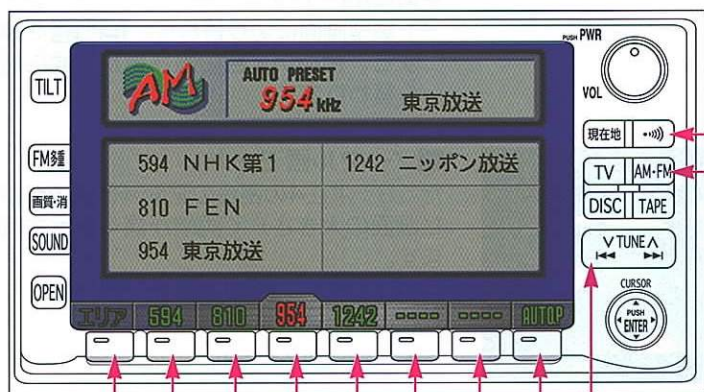 PUSH PWR
TILT
AM
AUTO PRESET
954 kHz 東京放送
VOL
現在地
FM多重
594 NHK第1 1242 ニッポン放送
TV AM・FM
画質・消
810 FEN
DISC TAPE
SOUND
954 東京放送
∨ TUNE ∧
OPEN
CURSOR
エリア 594 810 954 1242 ---- ---- AUTO.P
PUSH
ENTER